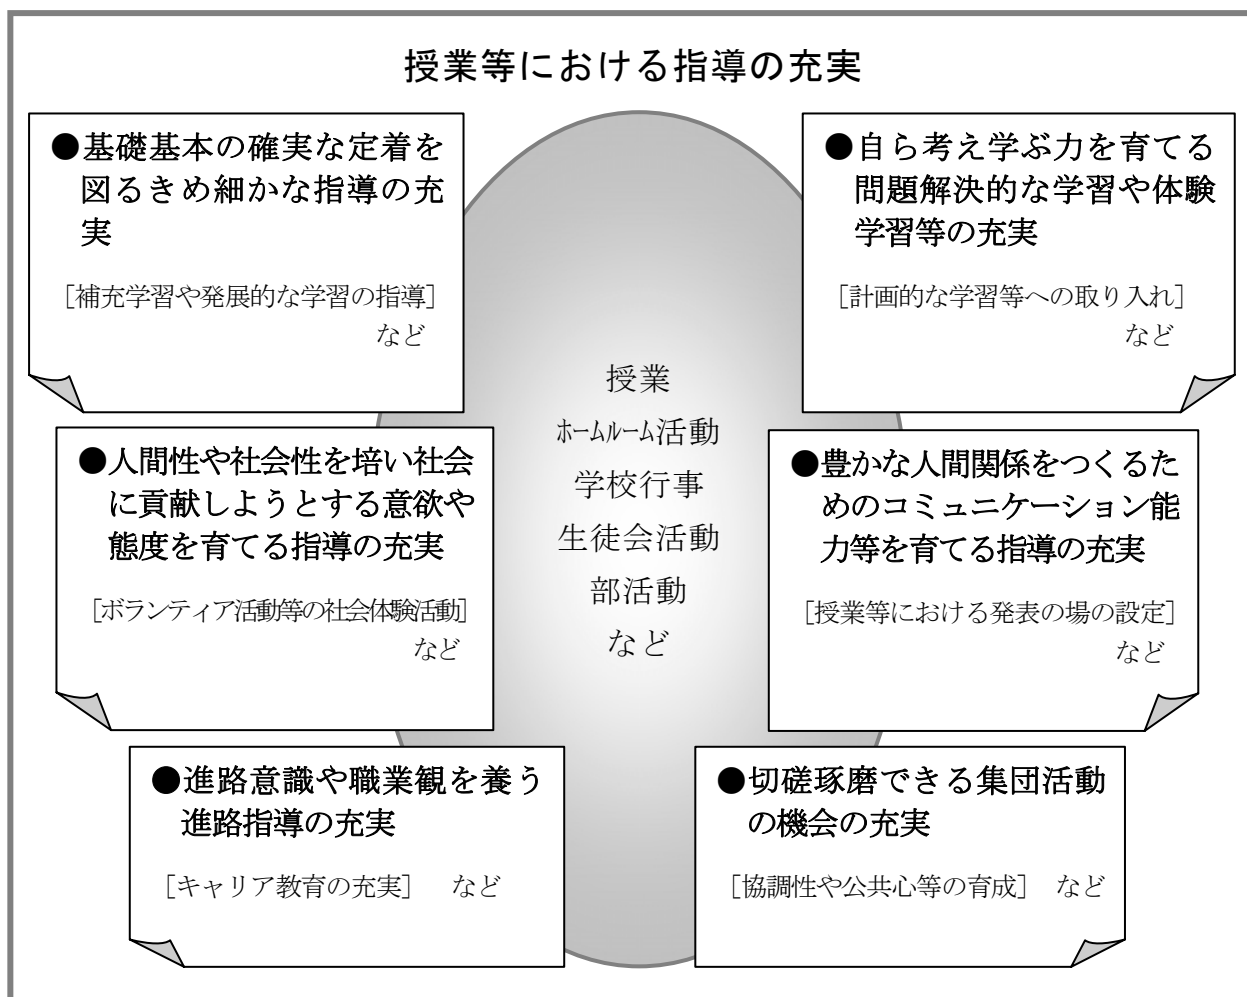 授業等における指導の充実
●基礎基本の確実な定着を
図るきめ細かな指導の充
実
［補充学習や発展的な学習の指導］
など
●自ら考え学ぶ力を育てる
問題解決的な学習や体験
学習等の充実
［計画的な学習等への取り入れ］
など
授業
ホームルーム活動
学校行事
生徒会活動
部活動
など
●人間性や社会性を培い社会
に貢献しようとする意欲や
態度を育てる指導の充実
［ボランティア活動等の社会体験活動］
など
●豊かな人間関係をつくるた
めのコミュニケーション能
力等を育てる指導の充実
［授業等における発表の場の設定］
など
●進路意識や職業観を養う
進路指導の充実
［キャリア教育の充実］　など
●切磋琢磨できる集団活動
の機会の充実
［協調性や公共心等の育成］　など